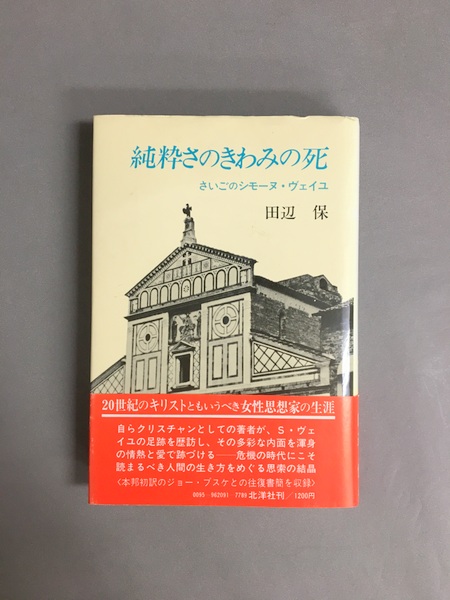 純粋さのきわみの死
さいごのシモーヌ・ヴェイユ
田辺 保
20世紀のキリストともいうべき女性思想家の生涯
自らクリスチャンとしての著者が、S・ヴェ
イユの足跡を歴訪し、その多彩な内面を渾身
の情熱と愛で跡づける——危機の時代にこそ
読まるべき人間の生き方をめぐる思索の結晶
〈本邦初訳のジョー・ブスケとの往復書簡を収録〉
0095-962091-7780 北洋社刊/1200円